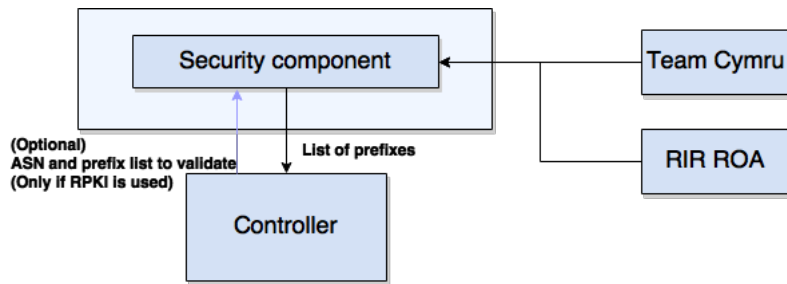 Security component
Team Cymru
(Optional)
ASN and prefix list to validate
(Only if RPKI is used)
List of prefixes
RIR ROA
Controller